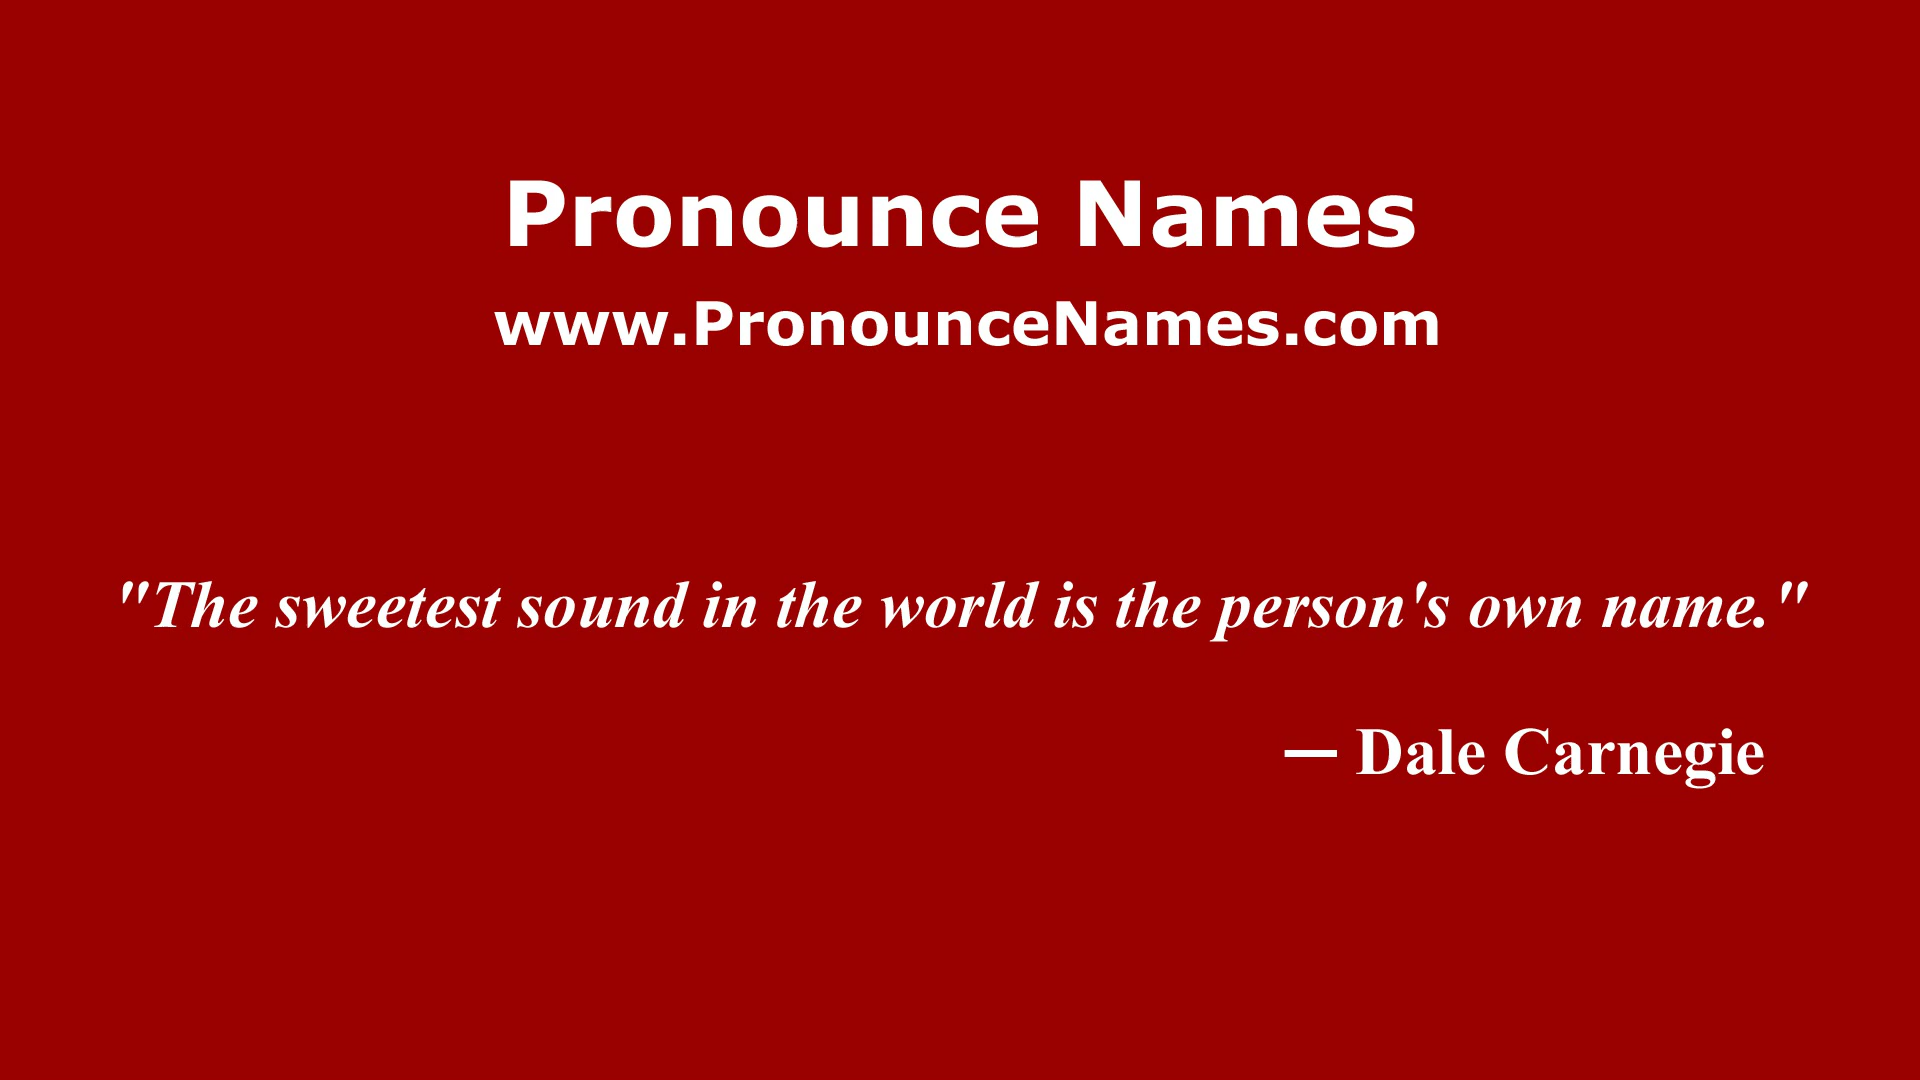 Pronounce Names
www.PronounceNames.com
"The sweetest sound in the world is the person's own name."
— Dale Carnegie